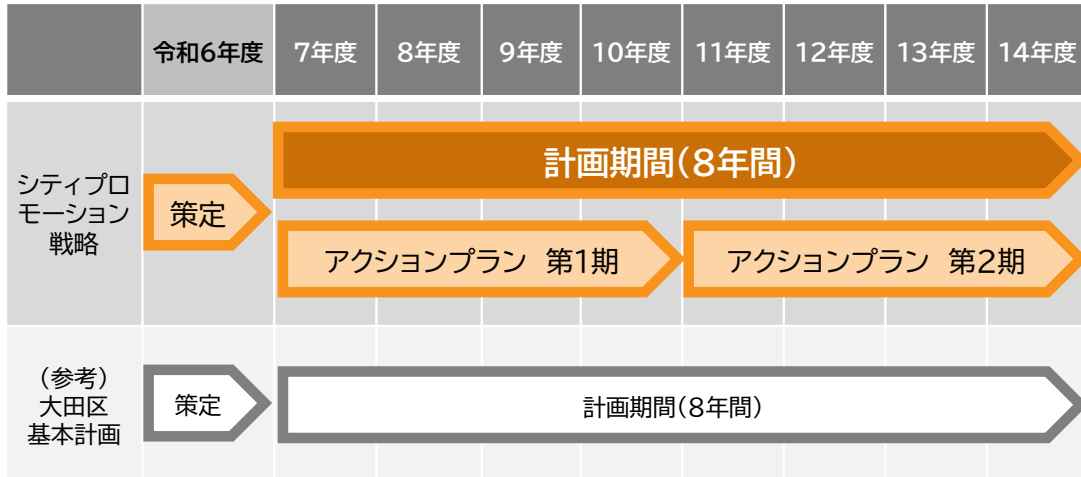 令和6年度 7年度 8年度 9年度 10年度 11年度 12年度 13年度 14年度
シティプロ
モーション
戦略
策定
計画期間(8年間)
アクションプラン 第1期
アクションプラン 第2期
(参考)
大田区
基本計画
策定
計画期間(8年間)